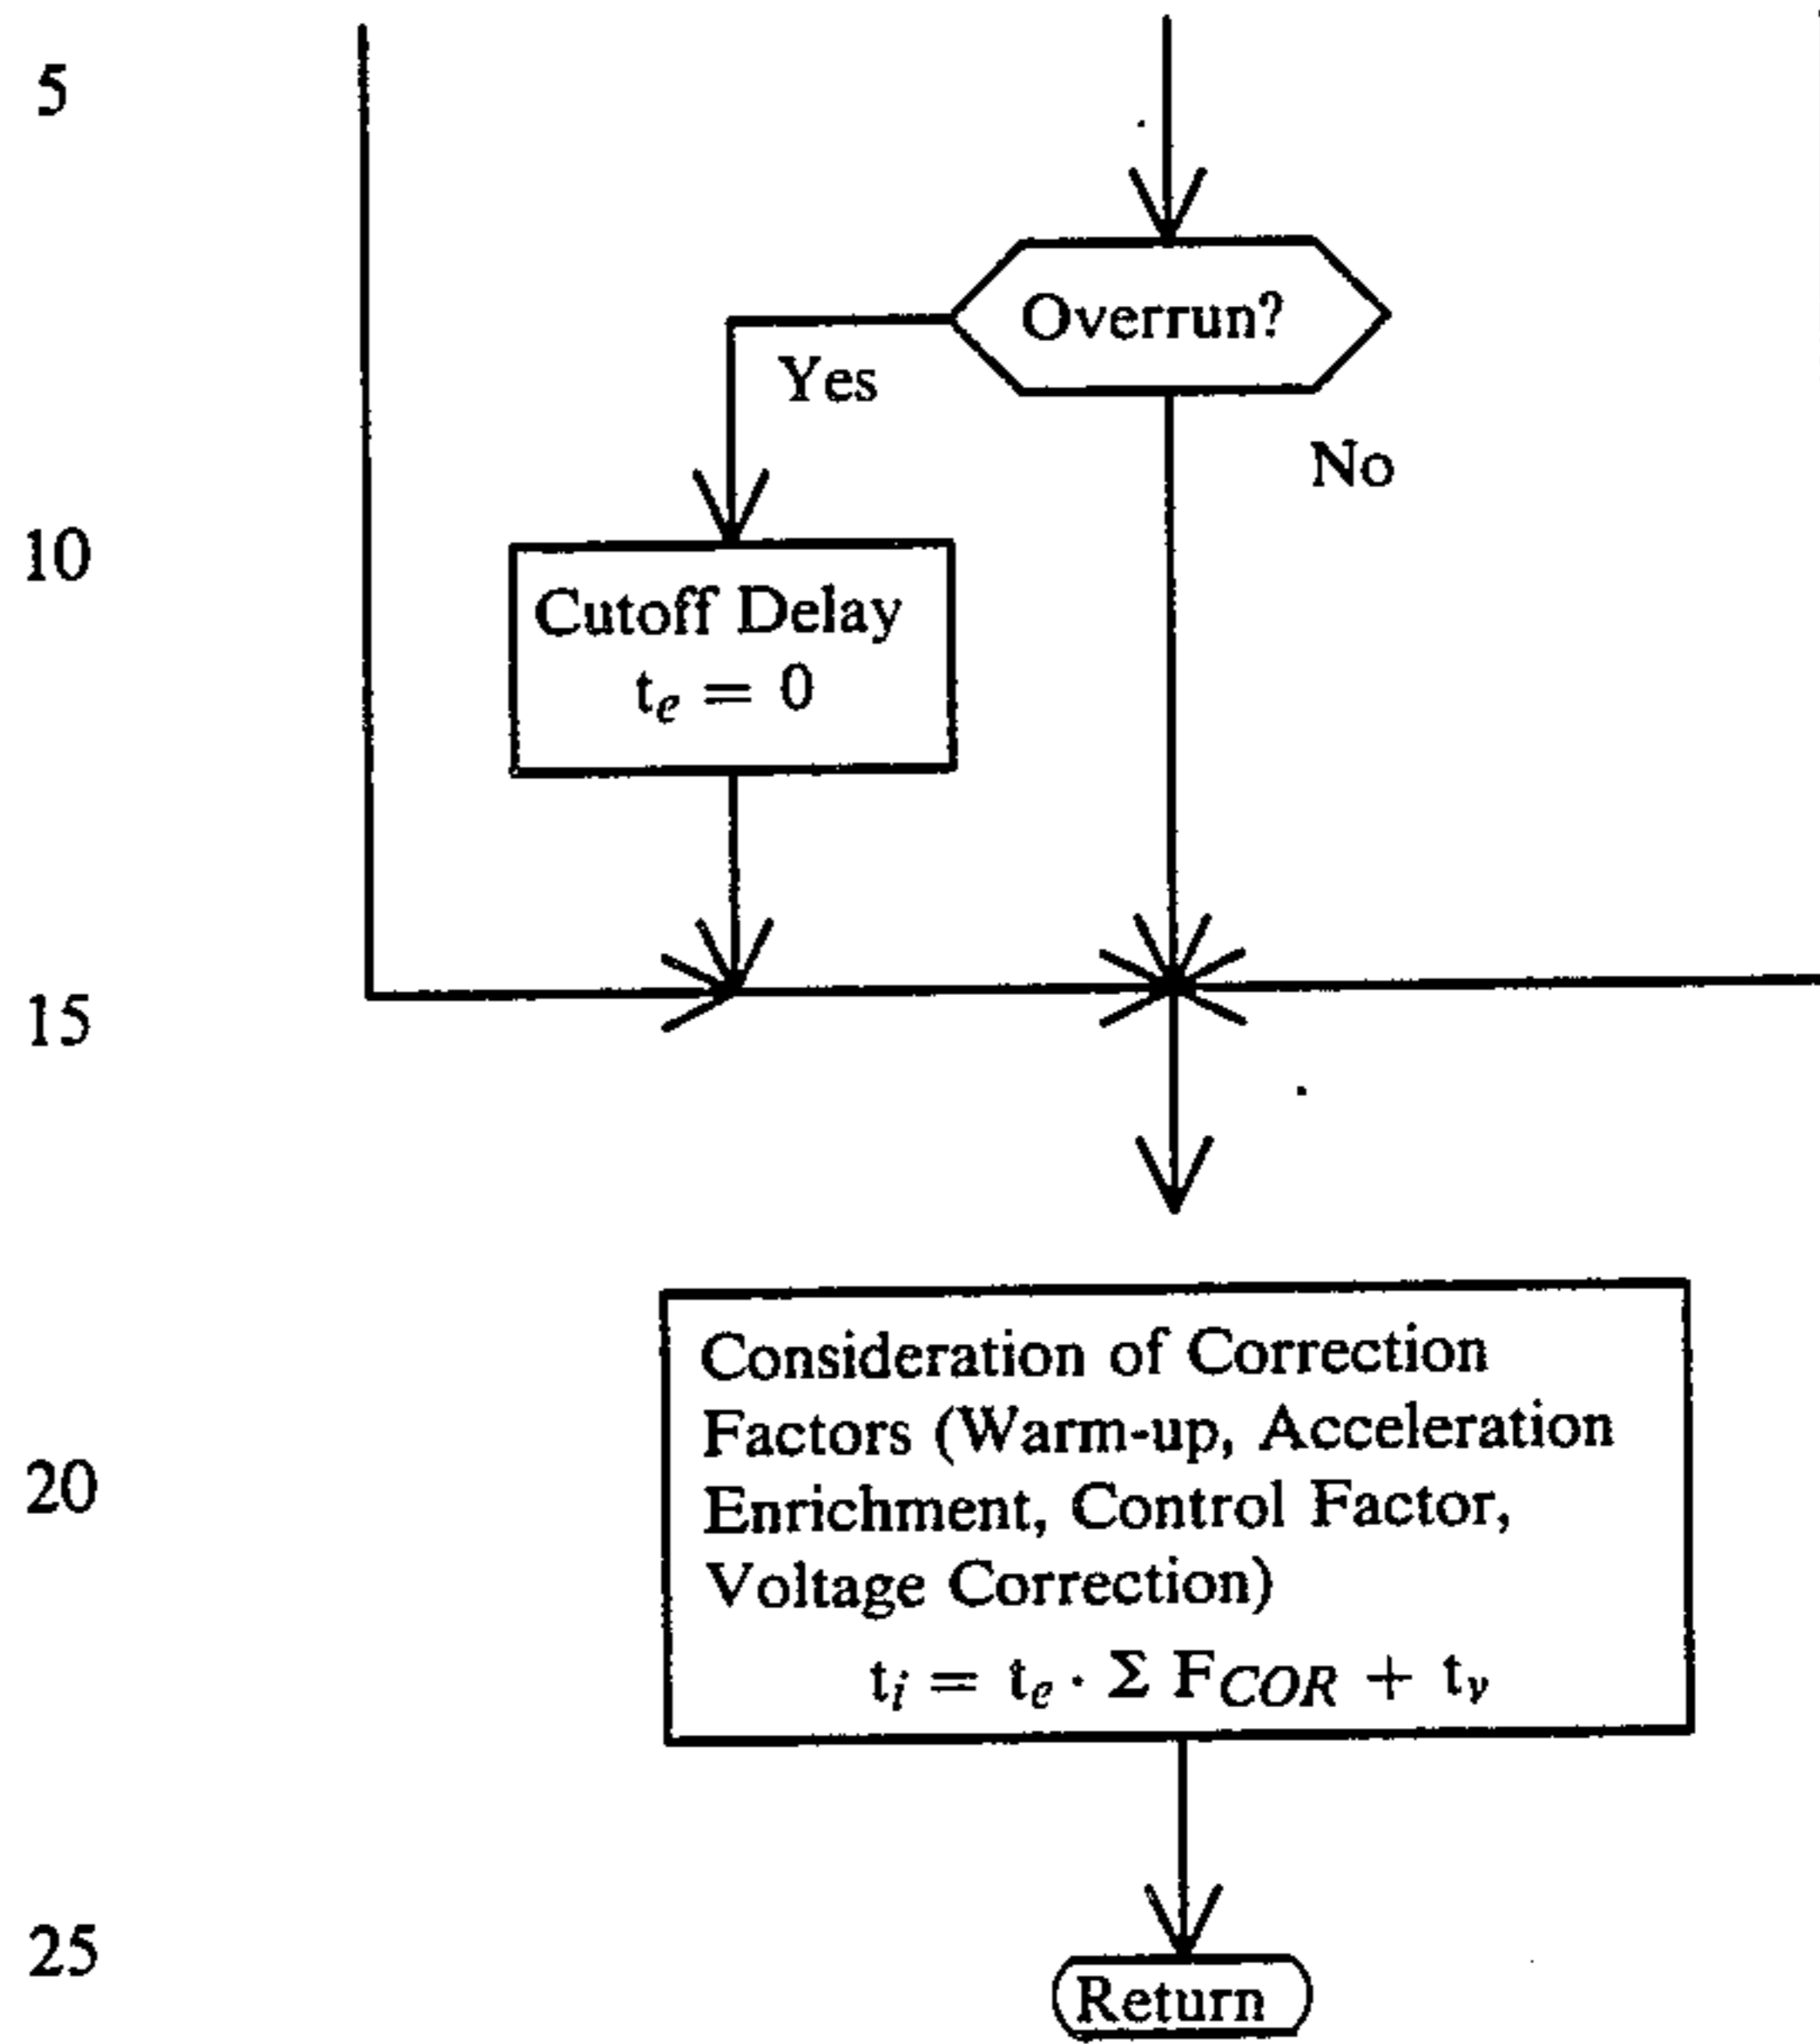 5
Overrun?
Yes
No
10
Cutoff Delay
tₑ = 0
15
Consideration of Correction
Factors (Warm-up, Acceleration
20
Enrichment, Control Factor,
Voltage Correction)
tᵢ = tₑ · Σ F_COR + tᵥ
25
Return